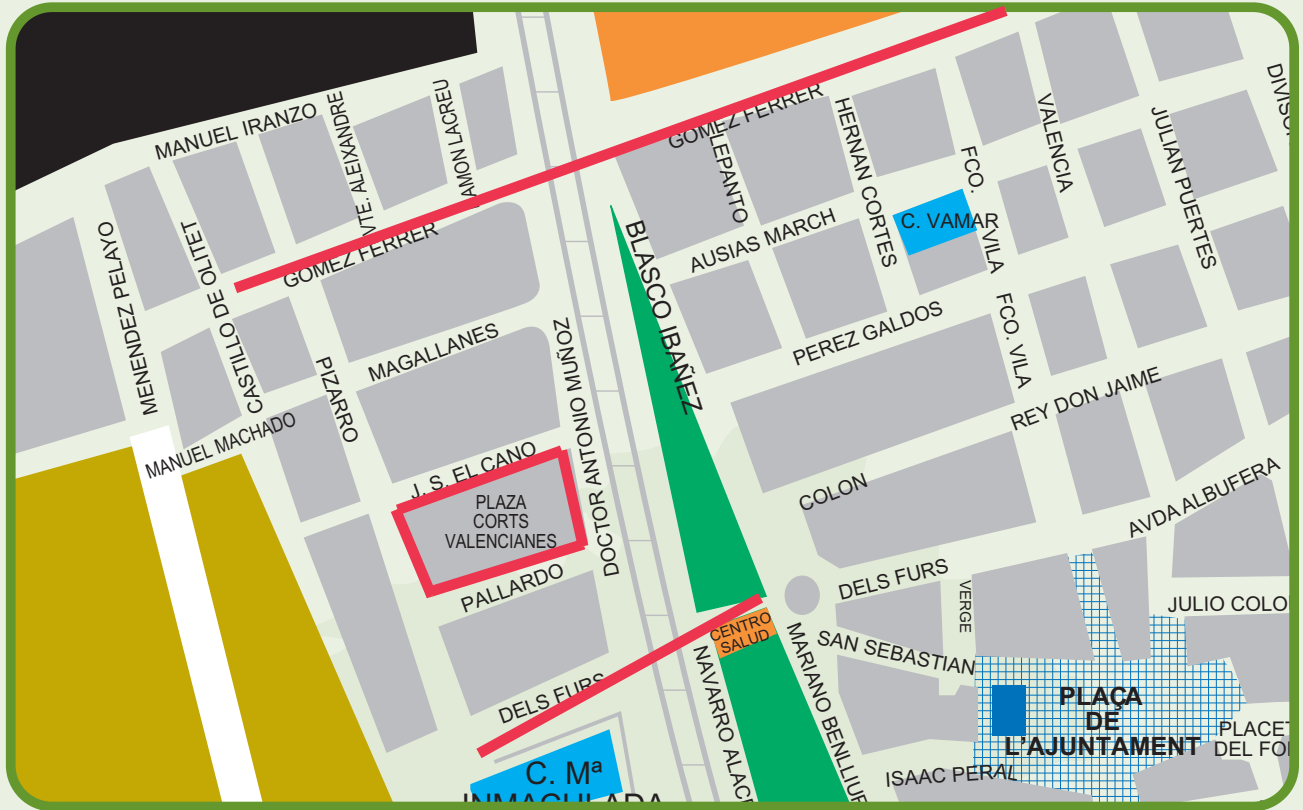 MANUEL IRANZO
VTE. ALEIXANDRE
GOMEZ FERRER
LEPANTO
HERNAN CORTES
FCO.
VILA
VALENCIA
JULIAN PUERTES
C. VAMAR
AUSIAS MARCH
MENENDEZ PELAYO
CASTILLO DE OLITET
GOMEZ FERRER
BLASCO IBAÑEZ
PEREZ GALDOS
FCO. VILA
PIZARRO
MAGALLANES
DOCTOR ANTONIO MUÑOZ
REY DON JAIME
MANUEL MACHADO
J. S. EL CANO
PLAZA
CORTS
VALENCIANES
COLON
AVDA ALBUFERA
PALLARDO
DELS FURS
VERGE
JULIO COLO
CENTRO
SALUD
SAN SEBASTIAN
MARIANO BENLLIUR
NAVARRO ALAC
DELS FURS
PLAÇA
DE
L'AJUNTAMENT
PLACET
DEL FO
ISAAC PERAL
C. Mª
INMACULADA